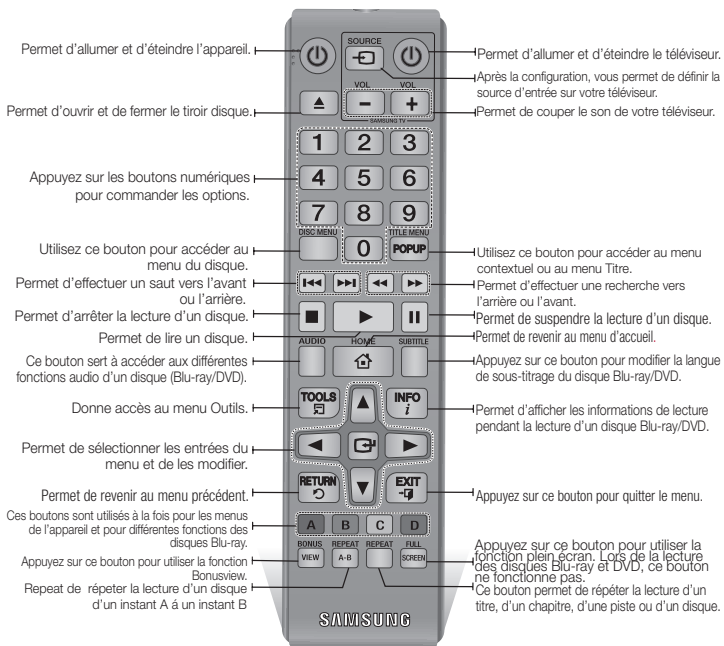 Permet d'allumer et d'éteindre l'appareil.
Permet d'ouvrir et de fermer le tiroir disque.
Appuyez sur les boutons numériques
pour commander les options.
Utilisez ce bouton pour accéder au
menu du disque.
Permet d'effectuer un saut vers l'avant
ou l'arrière.
Permet d'arrêter la lecture d'un disque.
Permet de lire un disque.
Ce bouton sert à accéder aux différentes
fonctions audio d'un disque (Blu-ray/DVD).
Donne accès au menu Outils.
Permet de sélectionner les entrées du
menu et de les modifier.
Permet de revenir au menu précédent.
Ces boutons sont utilisés à la fois pour les menus
de l'appareil et pour différentes fonctions des
disques Blu-ray.
Appuyez sur ce bouton pour utiliser la fonction
Bonusview.
Repeat de répeter la lecture d'un disque
d'un instant A á un instant B
SOURCE
VOL VOL
SAMSUNG TV
1 2 3
4 5 6
7 8 9
DISC MENU TITLE MENU
0 POPUP
AUDIO HOME SUBTITLE
TOOLS INFO
i
RETURN EXIT
A B C D
BONUS REPEAT REPEAT FULL
VIEW A-B SCREEN
SAMSUNG
Permet d'allumer et d'éteindre le téléviseur.
Après la configuration, vous permet de définir la
source d'entrée sur votre téléviseur.
Permet de couper le son de votre téléviseur.
Utilisez ce bouton pour accéder au menu
contextuel ou au menu Titre.
Permet d'effectuer une recherche vers
l'arrière ou l'avant.
Permet de suspendre la lecture d'un disque.
Permet de revenir au menu d'accueil.
Appuyez sur ce bouton pour modifier la langue
de sous-titrage du disque Blu-ray/DVD.
Permet d'afficher les informations de lecture
pendant la lecture d'un disque Blu-ray/DVD.
Appuyez sur ce bouton pour quitter le menu.
Appuyez sur ce bouton pour utiliser la
fonction plein écran. Lors de la lecture
des disques Blu-ray et DVD, ce bouton
ne fonctionne pas.
Ce bouton permet de répéter la lecture d'un
titre, d'un chapitre, d'une piste ou d'un disque.